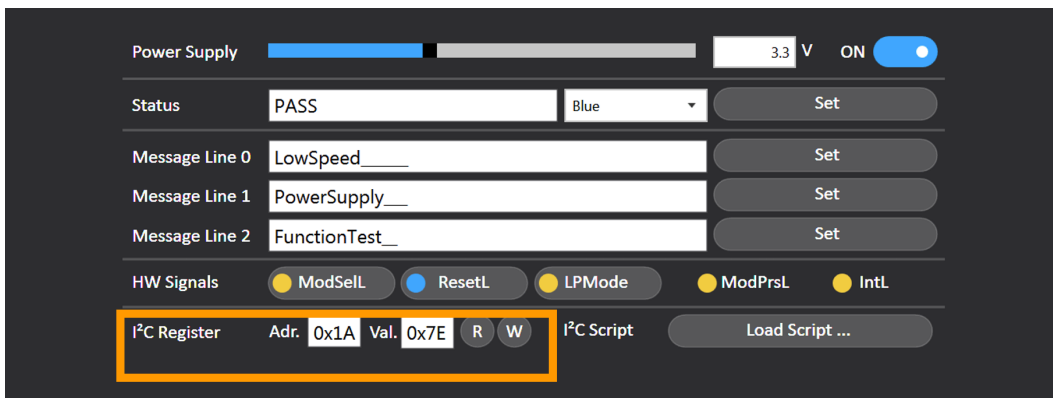 Power Supply 3.3 V ON
Status PASS Blue Set
Message Line 0 LowSpeed______ Set
Message Line 1 PowerSupply___ Set
Message Line 2 FunctionTest__ Set
HW Signals ModSelL ResetL LPMode ModPrsL IntL
I²C Register Adr. 0x1A Val. 0x7E R W I²C Script Load Script ...